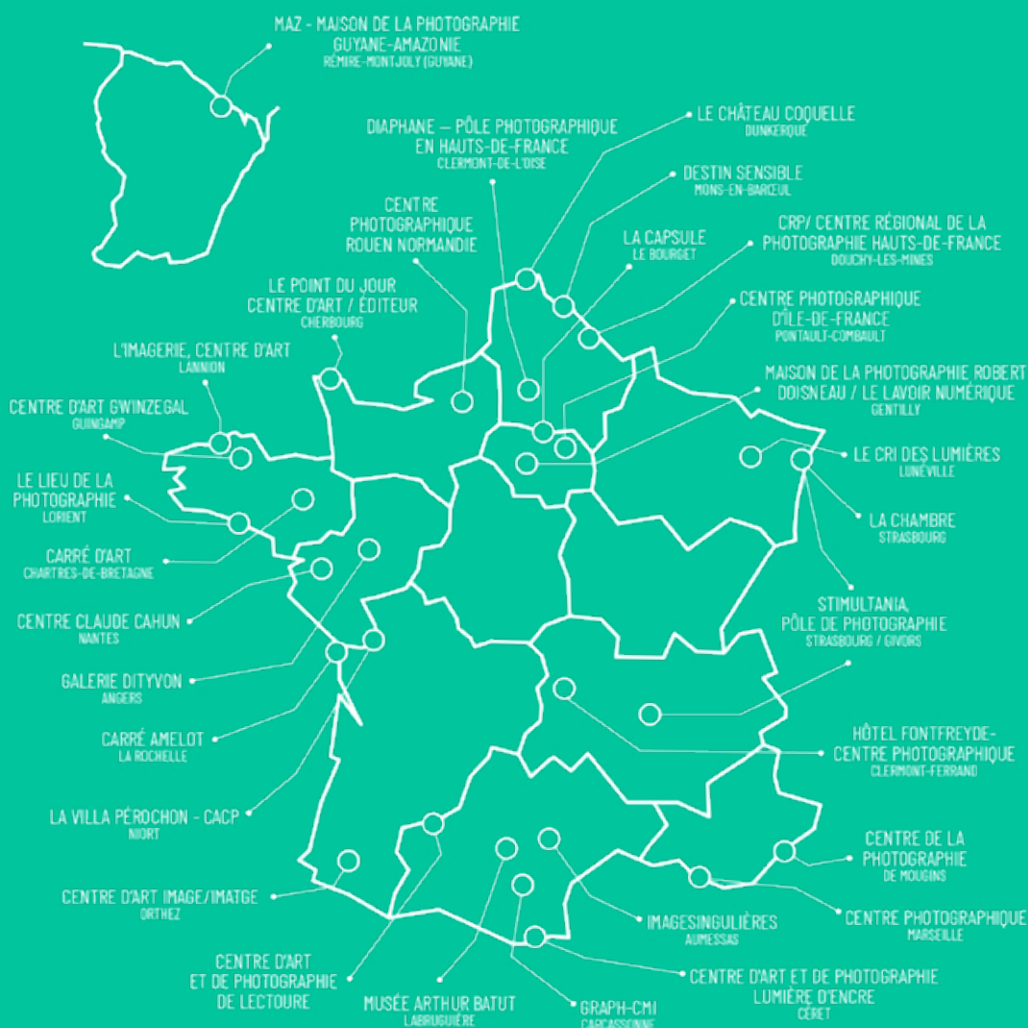 MAZ - MAISON DE LA PHOTOGRAPHIE
GUYANE-AMAZONIE
RÉMIRE-MONTJOLY (GUYANE)
LE CHÂTEAU COQUELLE
DUNKERQUE
DIAPHANE – PÔLE PHOTOGRAPHIQUE
EN HAUTS-DE-FRANCE
CLERMONT-DE-L'OISE
DESTIN SENSIBLE
MONS-EN-BARŒUL
CENTRE
PHOTOGRAPHIQUE
ROUEN NORMANDIE
CRP/ CENTRE RÉGIONAL DE LA
PHOTOGRAPHIE HAUTS-DE-FRANCE
DOUCHY-LES-MINES
LA CAPSULE
LE BOURGET
LE POINT DU JOUR
CENTRE D'ART / ÉDITEUR
CHERBOURG
CENTRE PHOTOGRAPHIQUE
D'ÎLE-DE-FRANCE
PONTAULT-COMBAULT
L'IMAGERIE, CENTRE D'ART
LANNION
MAISON DE LA PHOTOGRAPHIE ROBERT
DOISNEAU / LE LAVOIR NUMÉRIQUE
GENTILLY
CENTRE D'ART GWINZEGAL
GUINGAMP
LE CRI DES LUMIÈRES
LUNÉVILLE
LE LIEU DE LA
PHOTOGRAPHIE
LORIENT
LA CHAMBRE
STRASBOURG
CARRÉ D'ART
CHARTRES-DE-BRETAGNE
STIMULTANIA,
PÔLE DE PHOTOGRAPHIE
STRASBOURG / GIVORS
CENTRE CLAUDE CAHUN
NANTES
GALERIE DITYVON
ANGERS
CARRÉ AMELOT
LA ROCHELLE
HÔTEL FONTFREYDE-
CENTRE PHOTOGRAPHIQUE
CLERMONT-FERRAND
LA VILLA PÉROCHON - CACP
NIORT
CENTRE DE LA
PHOTOGRAPHIE
DE MOUGINS
CENTRE D'ART IMAGE/IMATGE
ORTHEZ
IMAGESINGULIÈRES
AUMESSAS
CENTRE PHOTOGRAPHIQUE
MARSEILLE
CENTRE D'ART
ET DE PHOTOGRAPHIE
DE LECTOURE
CENTRE D'ART ET DE PHOTOGRAPHIE
LUMIÈRE D'ENCRE
CÉRET
MUSÉE ARTHUR BATUT
LABRUGUIÈRE
GRAPH-CMI
CARCASSONNE